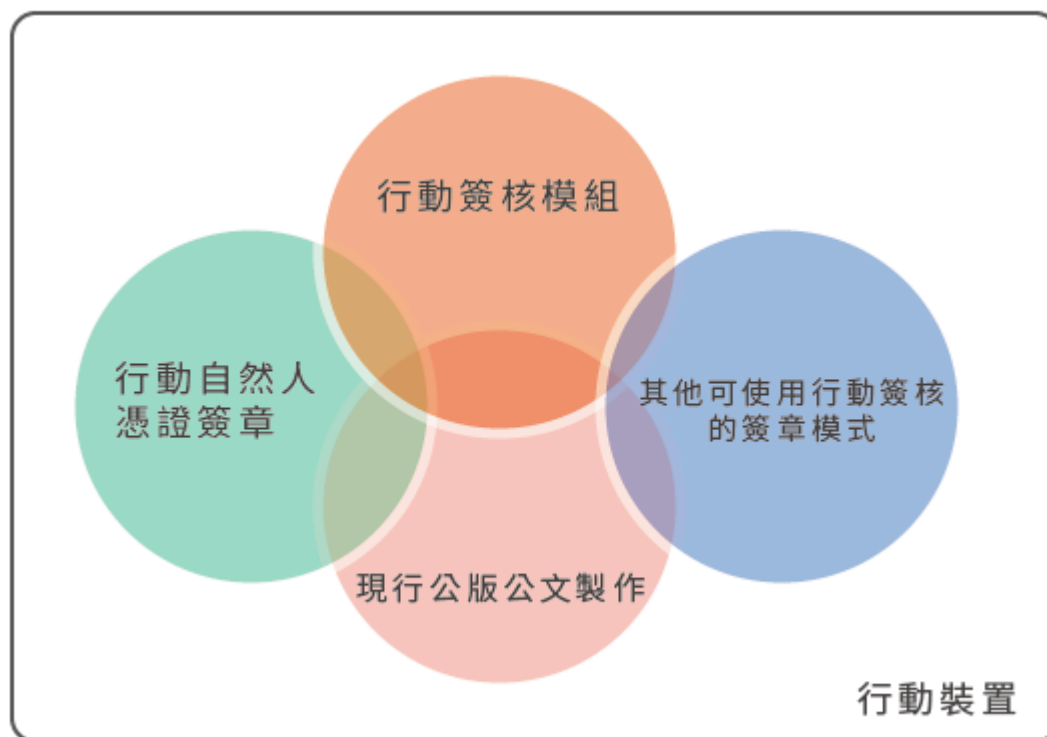 行動簽核模組
行動自然人
憑證簽章
其他可使用行動簽核
的簽章模式
現行公版公文製作
行動裝置